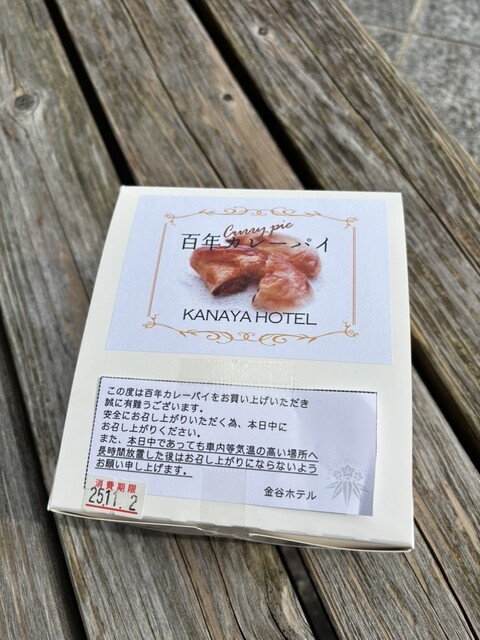 Curry pie
百年カレーパイ
KANAYA HOTEL
この度は百年カレーパイをお買い上げいただき
誠に有難うございます。
安全にお召し上がりいただく為、本日中に
お召し上がりください。
また、本日中であっても車内等気温の高い場所へ
長時間放置した後はお召し上がりにならないよう
お願い申し上げます。
金谷ホテル
消費期限
2511.2